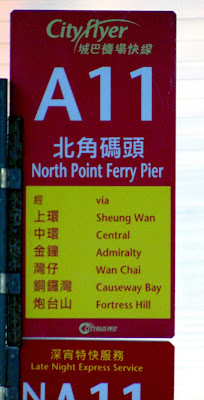 Cityflyer
城巴機場快線
A11
北角碼頭
North Point Ferry Pier
經 via
上環 Sheung Wan
中環 Central
金鐘 Admiralty
灣仔 Wan Chai
銅鑼灣 Causeway Bay
炮台山 Fortress Hill
CITYBUS
深宵特快服務
Late Night Express Service
NA11